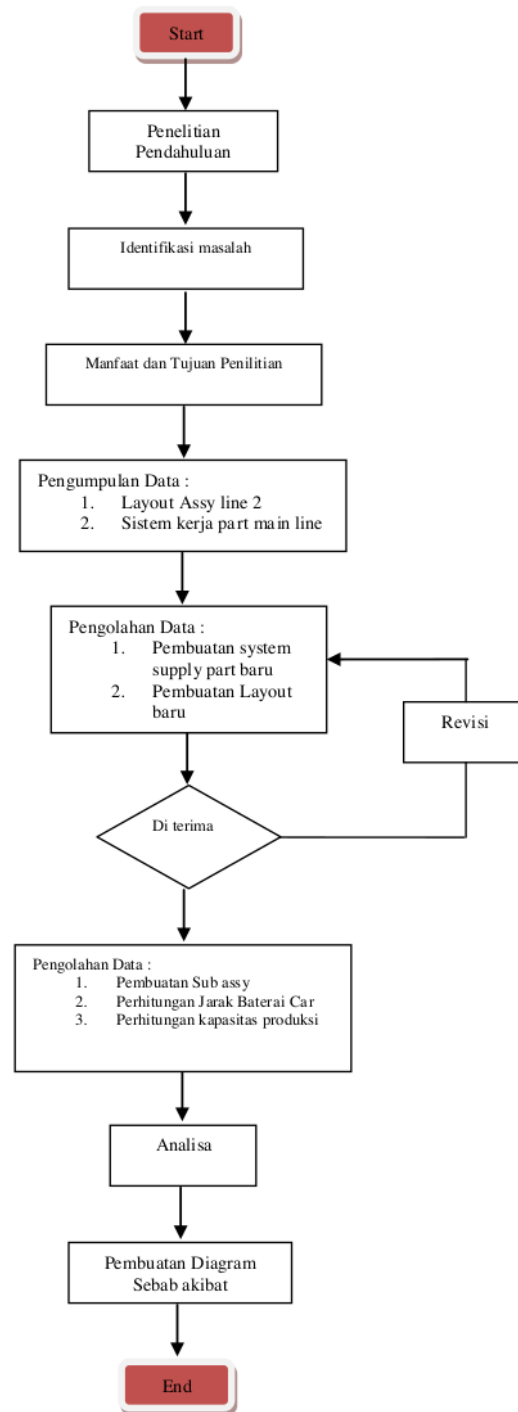 Start
Penelitian
Pendahuluan
Identifikasi masalah
Manfaat dan Tujuan Penilitian
Pengumpulan Data :
1. Layout Assy line 2
2. Sistem kerja part main line
Pengolahan Data :
1. Pembuatan system
supply part baru
2. Pembuatan Layout
baru
Revisi
Di terima
Pengolahan Data :
1. Pembuatan Sub assy
2. Perhitungan Jarak Baterai Car
3. Perhitungan kapasitas produksi
Analisa
Pembuatan Diagram
Sebab akibat
End